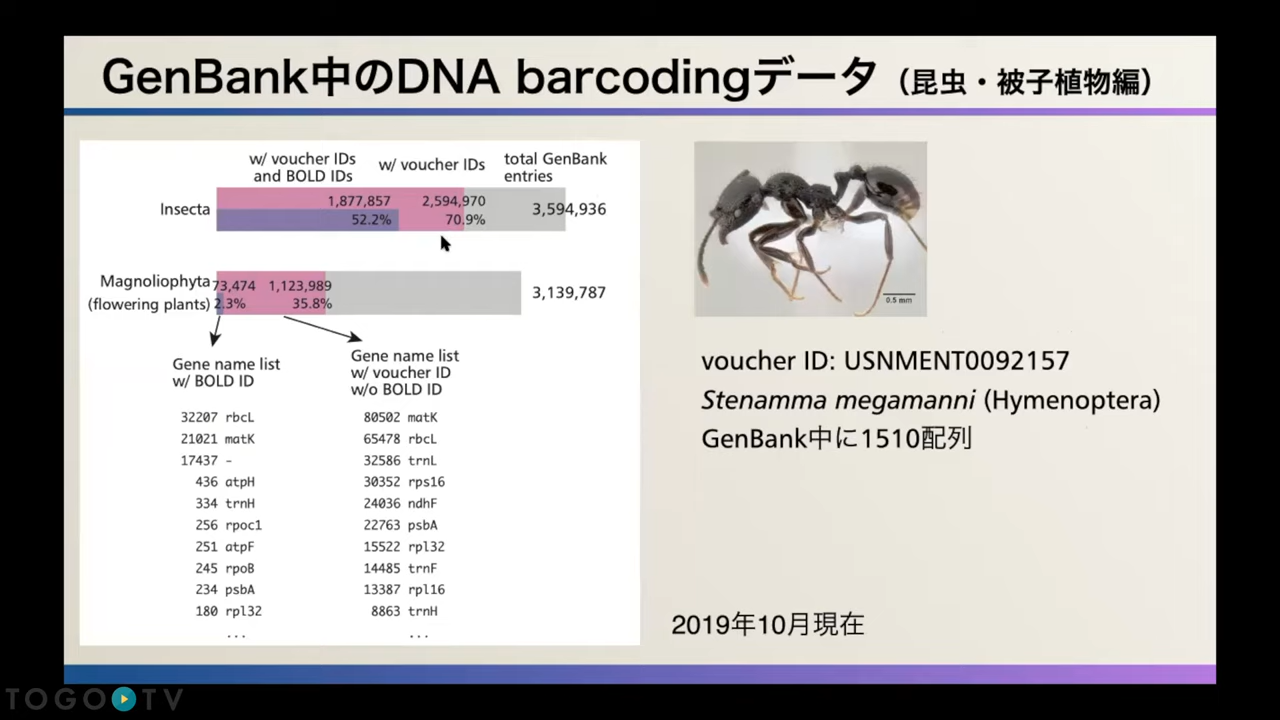 GenBank中のDNA barcodingデータ（昆虫・被子植物編）
w/ voucher IDs
and BOLD IDs
w/ voucher IDs
total GenBank
entries
Insecta
1,877,857
52.2%
2,594,970
70.9%
3,594,936
Magnoliophyta
(flowering plants)
73,474
2.3%
1,123,989
35.8%
3,139,787
Gene name list
w/ BOLD ID
32207 rbcL
21021 matK
17437 -
436 atpH
334 trnH
256 rpoc1
251 atpF
245 rpoB
234 psbA
180 rpl32
...
Gene name list
w/ voucher ID
w/o BOLD ID
80502 matK
65478 rbcL
32586 trnL
30352 rps16
24036 ndhF
22763 psbA
15522 rpl32
14485 trnF
13387 rpl16
8863 trnH
...
0.5 mm
voucher ID: USNMENT0092157
Stenamma megamanni (Hymenoptera)
GenBank中に1510配列
2019年10月現在
TOGO TV